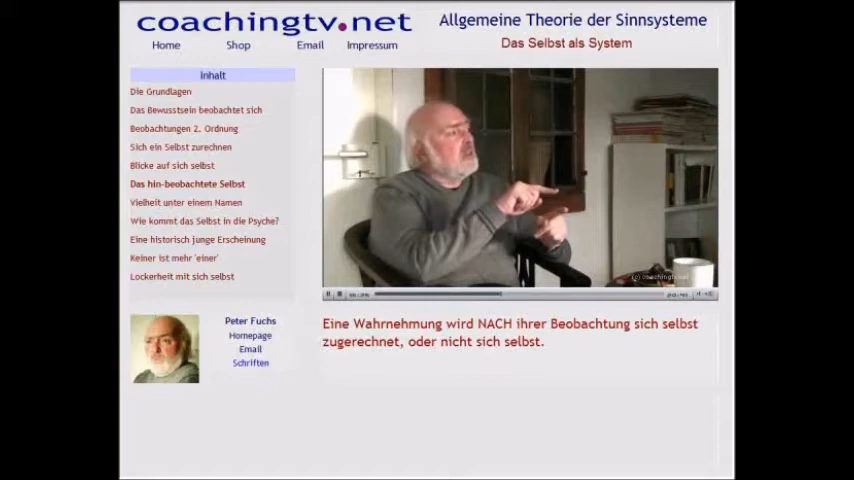 coachingtv.net
Allgemeine Theorie der Sinnsysteme
Home Shop Email Impressum
Das Selbst als System
Inhalt
Die Grundlagen
Das Bewusstsein beobachtet sich
Beobachtungen 2. Ordnung
Sich ein Selbst zurechnen
Blicke auf sich selbst
Das hin-beobachtete Selbst
Vielheit unter einem Namen
Wie kommt das Selbst in die Psyche?
Eine historisch junge Erscheinung
Keiner ist mehr 'einer'
Lockerheit mit sich selbst
(c) coachingtv.net
Peter Fuchs
Homepage
Email
Schriften
Eine Wahrnehmung wird NACH ihrer Beobachtung sich selbst
zugerechnet, oder nicht sich selbst.